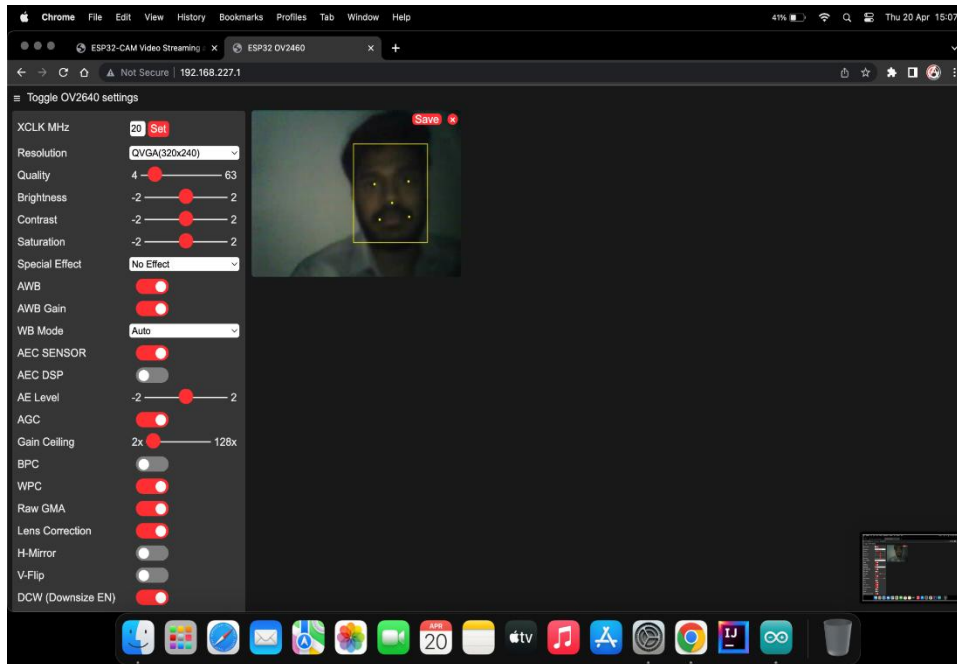 Chrome File Edit View History Bookmarks Profiles Tab Window Help 41% Thu 20 Apr 15:07
ESP32-CAM Video Streaming ESP32 OV2460
Not Secure 192.168.227.1
Toggle OV2640 settings
XCLK MHz 20 Set
Save
Resolution QVGA(320x240)
Quality 4 63
Brightness -2 2
Contrast -2 2
Saturation -2 2
Special Effect No Effect
AWB
AWB Gain
WB Mode Auto
AEC SENSOR
AEC DSP
AE Level -2 2
AGC
Gain Ceiling 2x 128x
BPC
WPC
Raw GMA
Lens Correction
H-Mirror
V-Flip
DCW (Downsize EN)
APR
20
tv
IJ